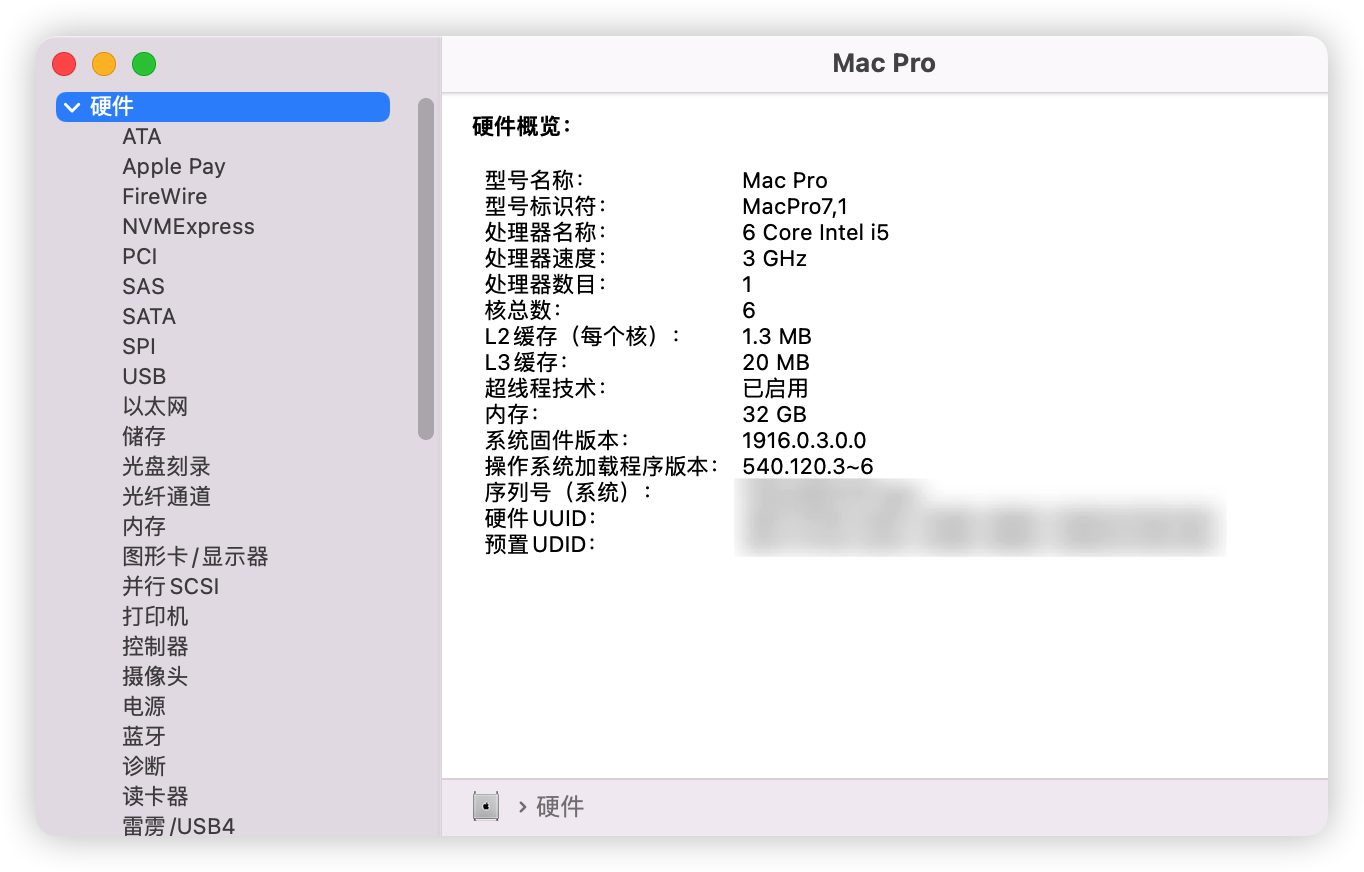 Mac Pro
硬件
ATA
Apple Pay
FireWire
NVMExpress
PCI
SAS
SATA
SPI
USB
以太网
储存
光盘刻录
光纤通道
内存
图形卡/显示器
并行SCSI
打印机
控制器
摄像头
电源
蓝牙
诊断
读卡器
雷雳/USB4
硬件概览：
型号名称： Mac Pro
型号标识符： MacPro7,1
处理器名称： 6 Core Intel i5
处理器速度： 3 GHz
处理器数目： 1
核总数： 6
L2缓存（每个核）： 1.3 MB
L3缓存： 20 MB
超线程技术： 已启用
内存： 32 GB
系统固件版本： 1916.0.3.0.0
操作系统加载程序版本： 540.120.3~6
序列号（系统）：
硬件UUID：
预置UDID：
› 硬件